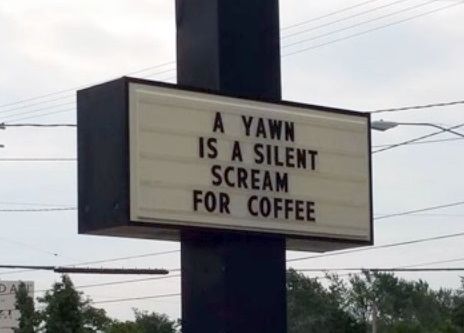 A YAWN
IS A SILENT
SCREAM
FOR COFFEE